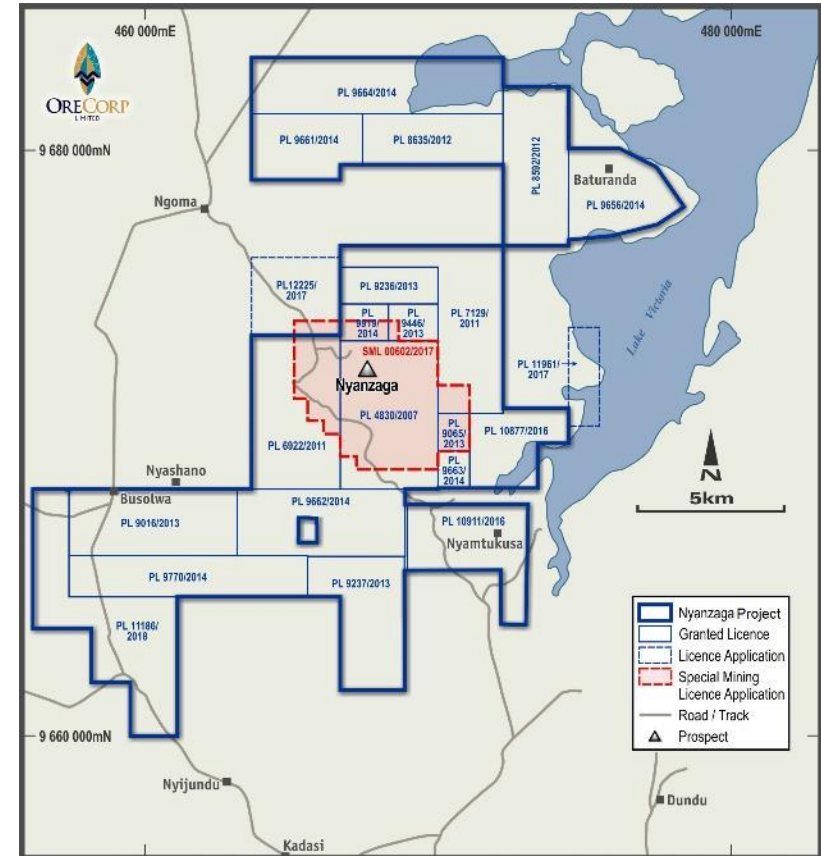 460 000mE
480 000mE
ORECORP
LIMITED
PL 9664/2014
PL 9661/2014
PL 8635/2012
PL 8592/2012
9 680 000mN
Baturanda
PL 9656/2014
Ngoma
PL12225/
2017
PL 9236/2013
PL
9919/
2014
PL
9446/
2013
PL 7129/
2011
Lake Victoria
SML 00602/2017
PL 11961/
2017
Nyanzaga
PL 4830/2007
PL
9065/
2013
PL 10877/2016
PL 6922/2011
PL
9663/
2014
N
5km
Nyashano
Busolwa
PL 9662/2014
PL 9016/2013
PL 10911/2016
Nyamtukusa
PL 9770/2014
PL 9237/2013
PL 11186/
2018
Nyanzaga Project
Granted Licence
Licence Application
Special Mining
Licence Application
Road / Track
Prospect
9 660 000mN
Nyijundu
Dundu
Kadasi